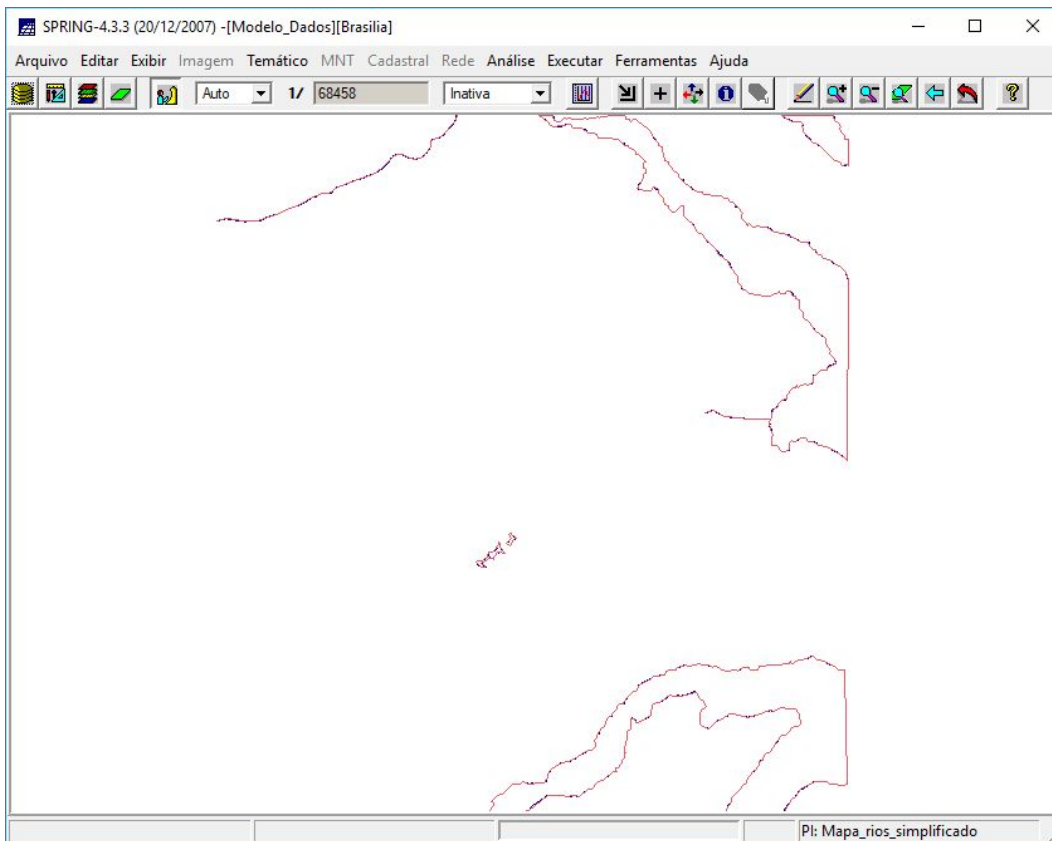 SPRING-4.3.3 (20/12/2007) -[Modelo_Dados][Brasilia]
Arquivo Editar Exibir Imagem Temático MNT Cadastral Rede Análise Executar Ferramentas Ajuda
Auto 1/ 68458 Inativa
PI: Mapa_rios_simplificado